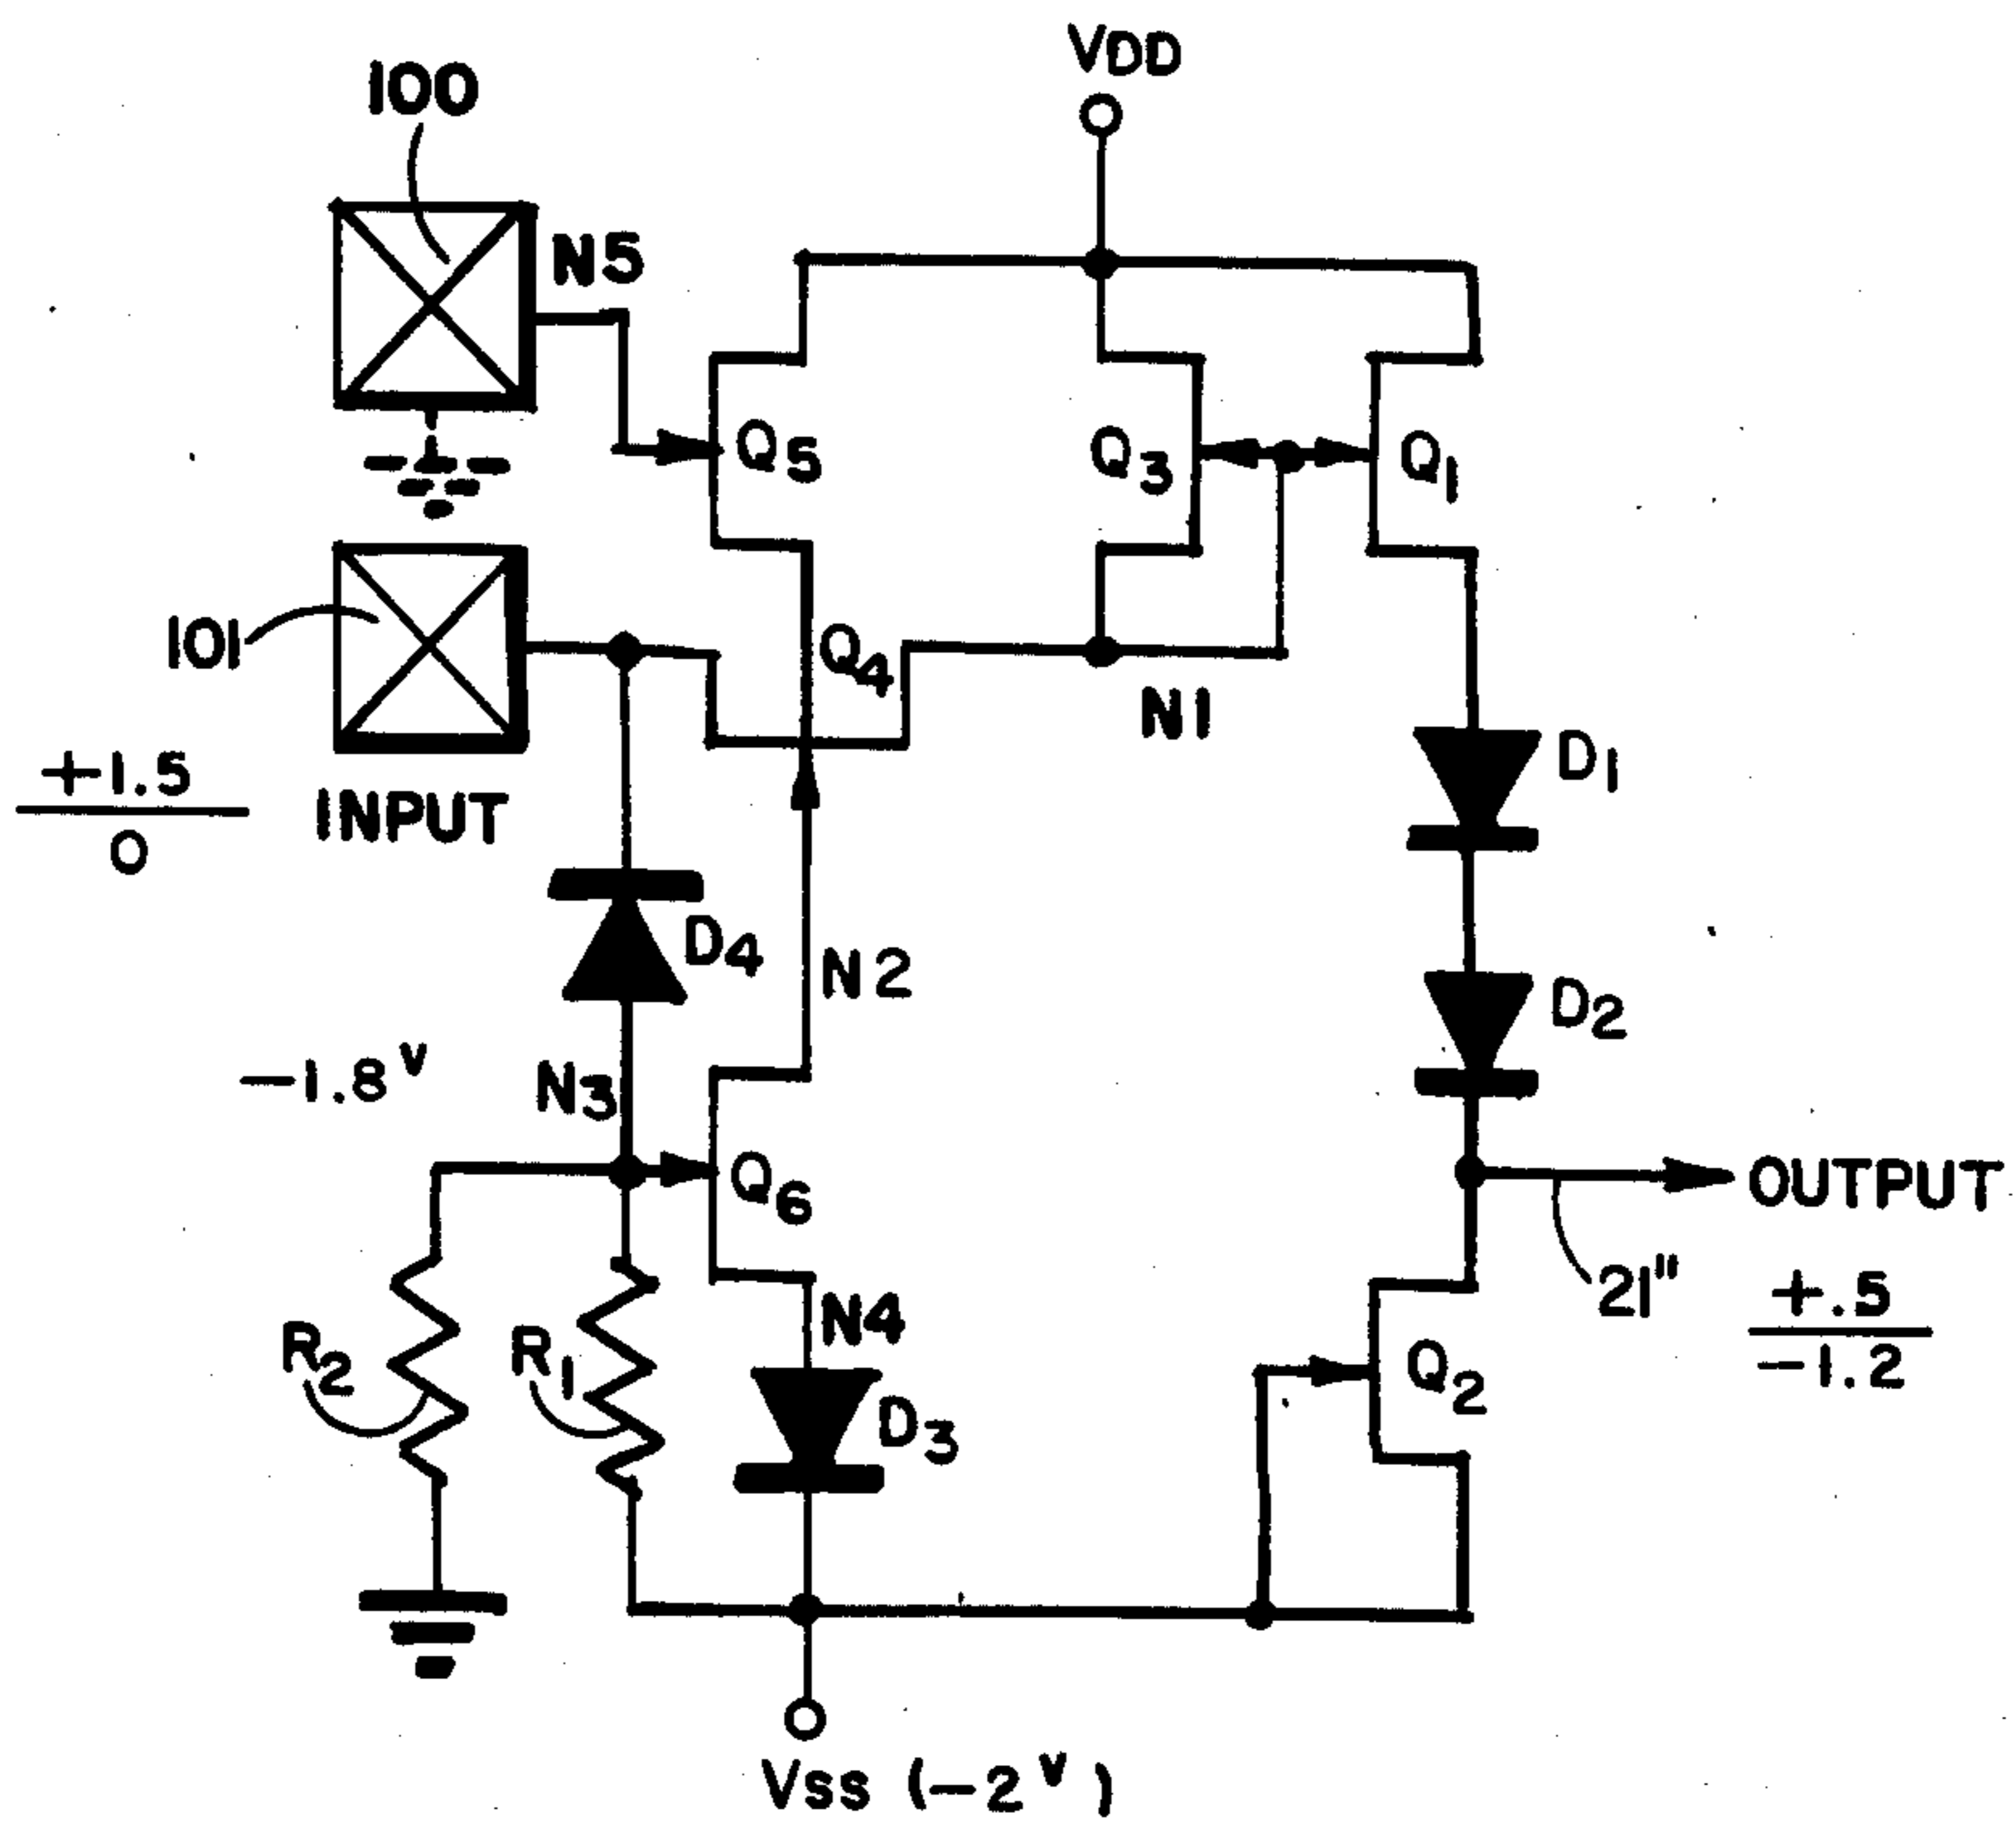 VDD
100
N5
Q5
Q3
Q1
101
Q4
N1
D1
+1.5
0
INPUT
D4
N2
D2
-1.8V
N3
Q6
OUTPUT
21"
+.5
-1.2
R2
R1
N4
D3
Q2
VSS (-2V)